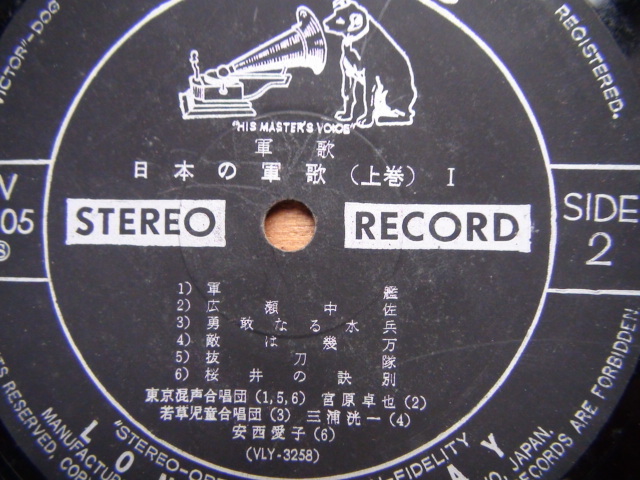 VICTOR"–DOG
REGISTERED.
"HIS MASTER'S VOICE"
軍歌
日本の軍歌(上巻) I
V
05
STEREO RECORD
SIDE
2
1) 軍艦
2) 広瀬中佐
3) 勇敢なる水兵
4) 敵は幾万
5) 抜刀隊
6) 桜井の訣別
東京混声合唱団 (1,5,6) 宮原卓也 (2)
若草児童合唱団 (3) 三浦洸一 (4)
安西愛子 (6)
(VLY-3258)
RECORDS ARE FORBIDDEN
JAPAN.